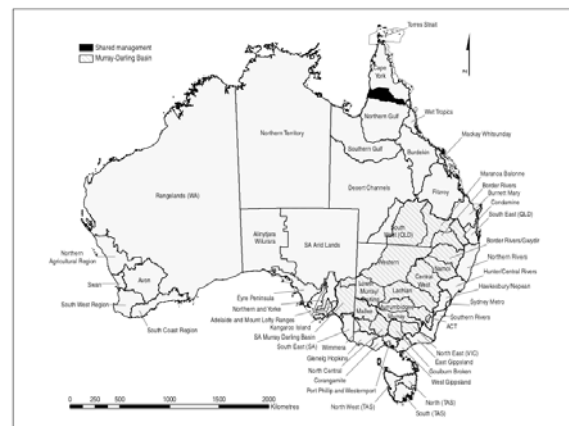 Torres Strait
Shared management
Murray-Darling Basin
Cape
York
Wet Tropics
Northern Gulf
Northern Territory
Mackay Whitsunday
Southern Gulf
Burdekin
Maranoa Balonne
Border Rivers
Burnett Mary
Condamine
South East (QLD)
Desert Channels
Fitzroy
Rangelands (WA)
South
West (QLD)
Alinytjara
Wilurara
SA Arid Lands
Border Rivers/Gwydir
Northern Rivers
Namoi
Western
Central
West
Hunter/Central Rivers
Hawkesbury/Nepean
Northern
Agricultural Region
Avon
Swan
Lower
Murray
Darling
Lachlan
Sydney Metro
South West Region
Eyre Peninsula
Northern and Yorke
Adelaide and Mount Lofty Ranges
Mallee
Murrumbidgee
Murray
Southern Rivers
ACT
South Coast Region
Kangaroo Island
SA Murray Darling Basin
South East (SA)
Wimmera
Glenelg Hopkins
North Central
Corangamite
Port Phillip and Westernport
North East (VIC)
East Gippsland
Goulburn Broken
West Gippsland
North West (TAS)
North (TAS)
South (TAS)
0 500 1000 1500 2000
Kilometres